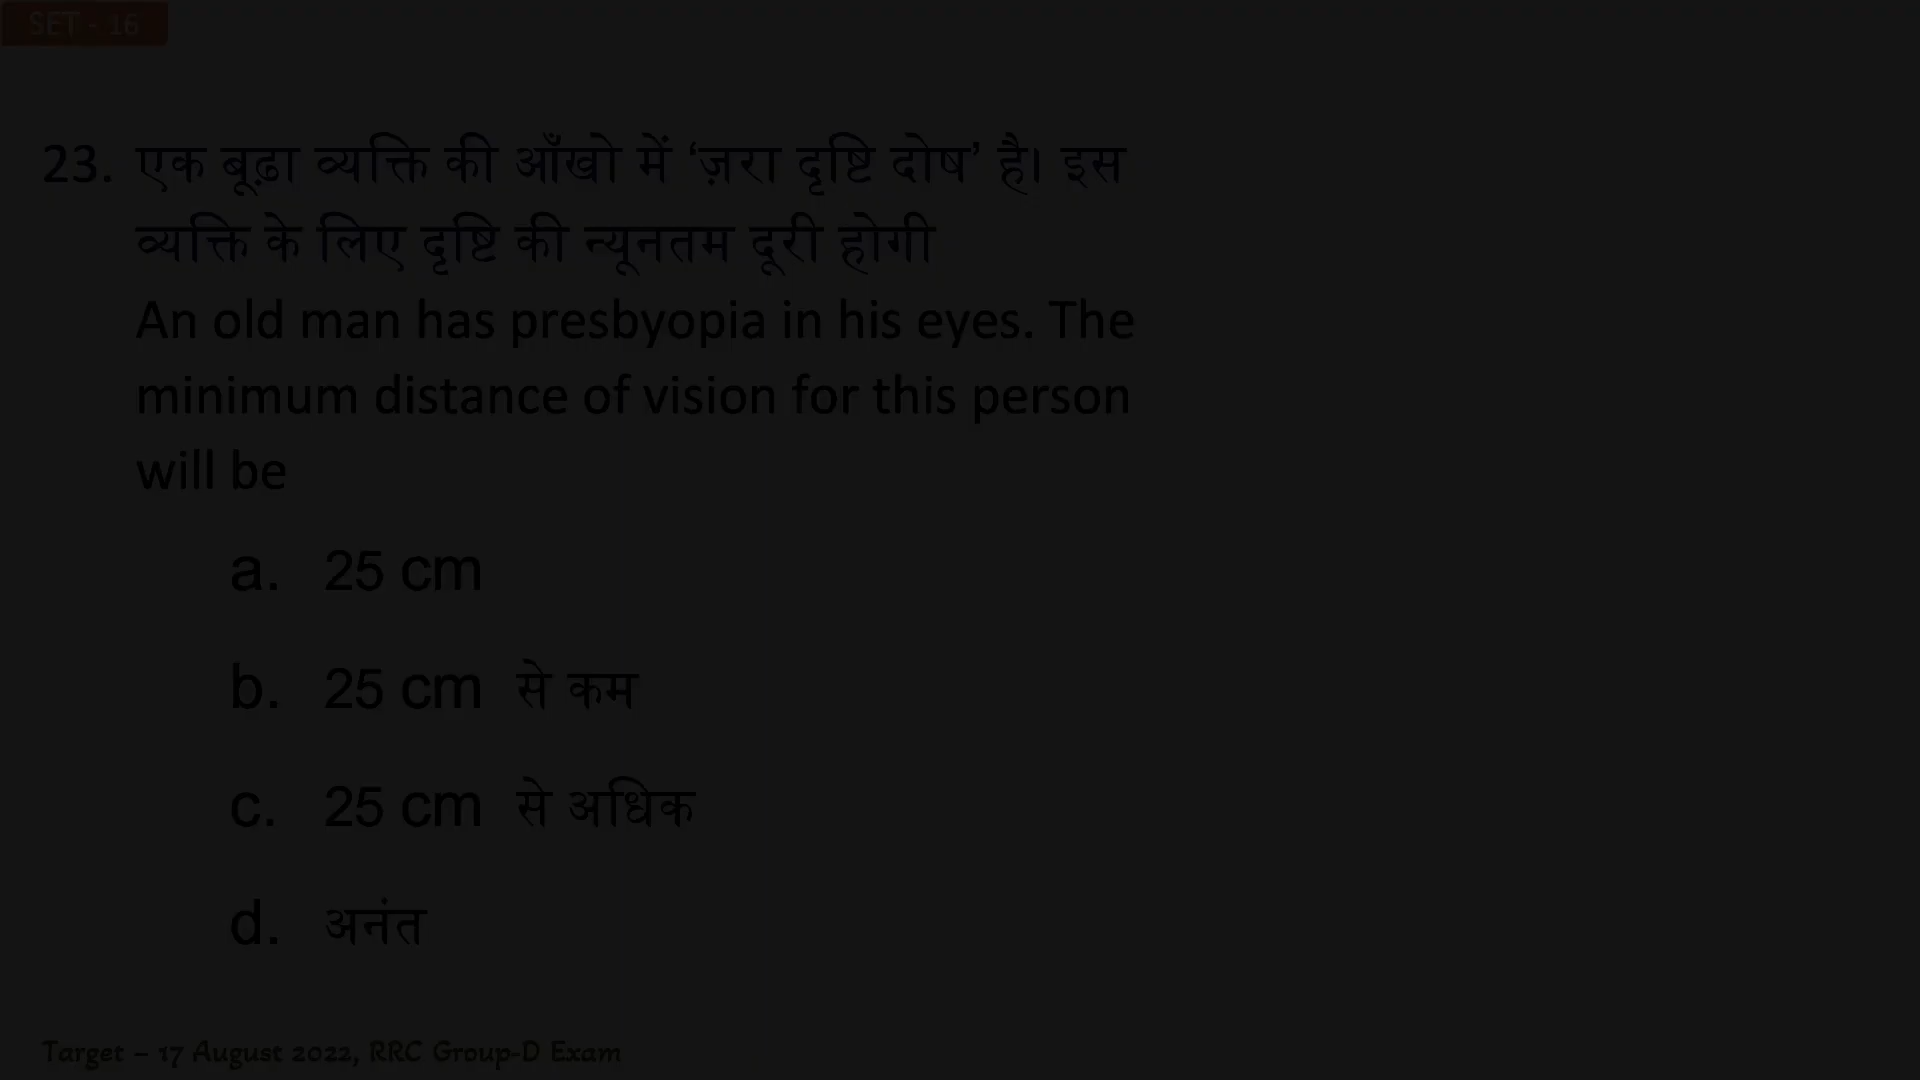 SET - 16
23. एक बूढ़ा व्यक्ति की आँखो में ‘ज़रा दृष्टि दोष’ है। इस
व्यक्ति के लिए दृष्टि की न्यूनतम दूरी होगी
An old man has presbyopia in his eyes. The
minimum distance of vision for this person
will be
a. 25 cm
b. 25 cm से कम
c. 25 cm से अधिक
d. अनंत
Target – 17 August 2022, RRC Group-D Exam